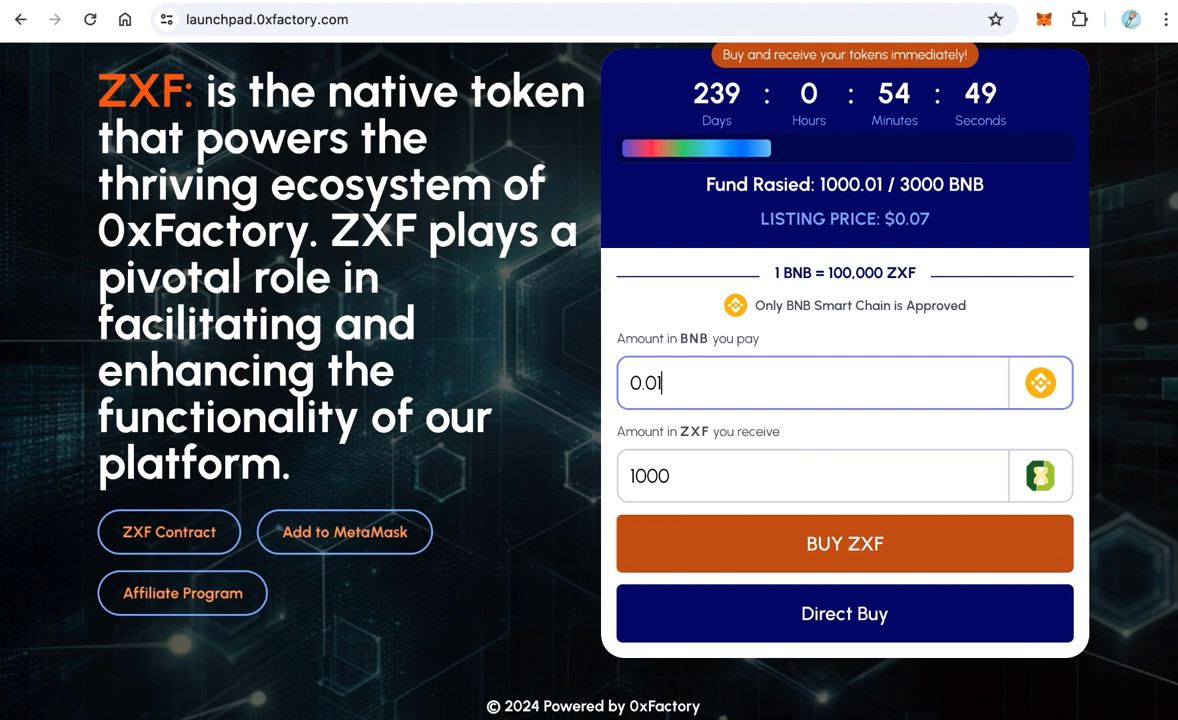 launchpad.0xfactory.com
ZXF: is the native token
that powers the
thriving ecosystem of
0xFactory. ZXF plays a
pivotal role in
facilitating and
enhancing the
functionality of our
platform.
ZXF Contract
Add to MetaMask
Affiliate Program
Buy and receive your tokens immediately!
239 : 0 : 54 : 49
Days Hours Minutes Seconds
Fund Rasied: 1000.01 / 3000 BNB
LISTING PRICE: $0.07
1 BNB = 100,000 ZXF
Only BNB Smart Chain is Approved
Amount in BNB you pay
0.01
Amount in ZXF you receive
1000
BUY ZXF
Direct Buy
© 2024 Powered by 0xFactory